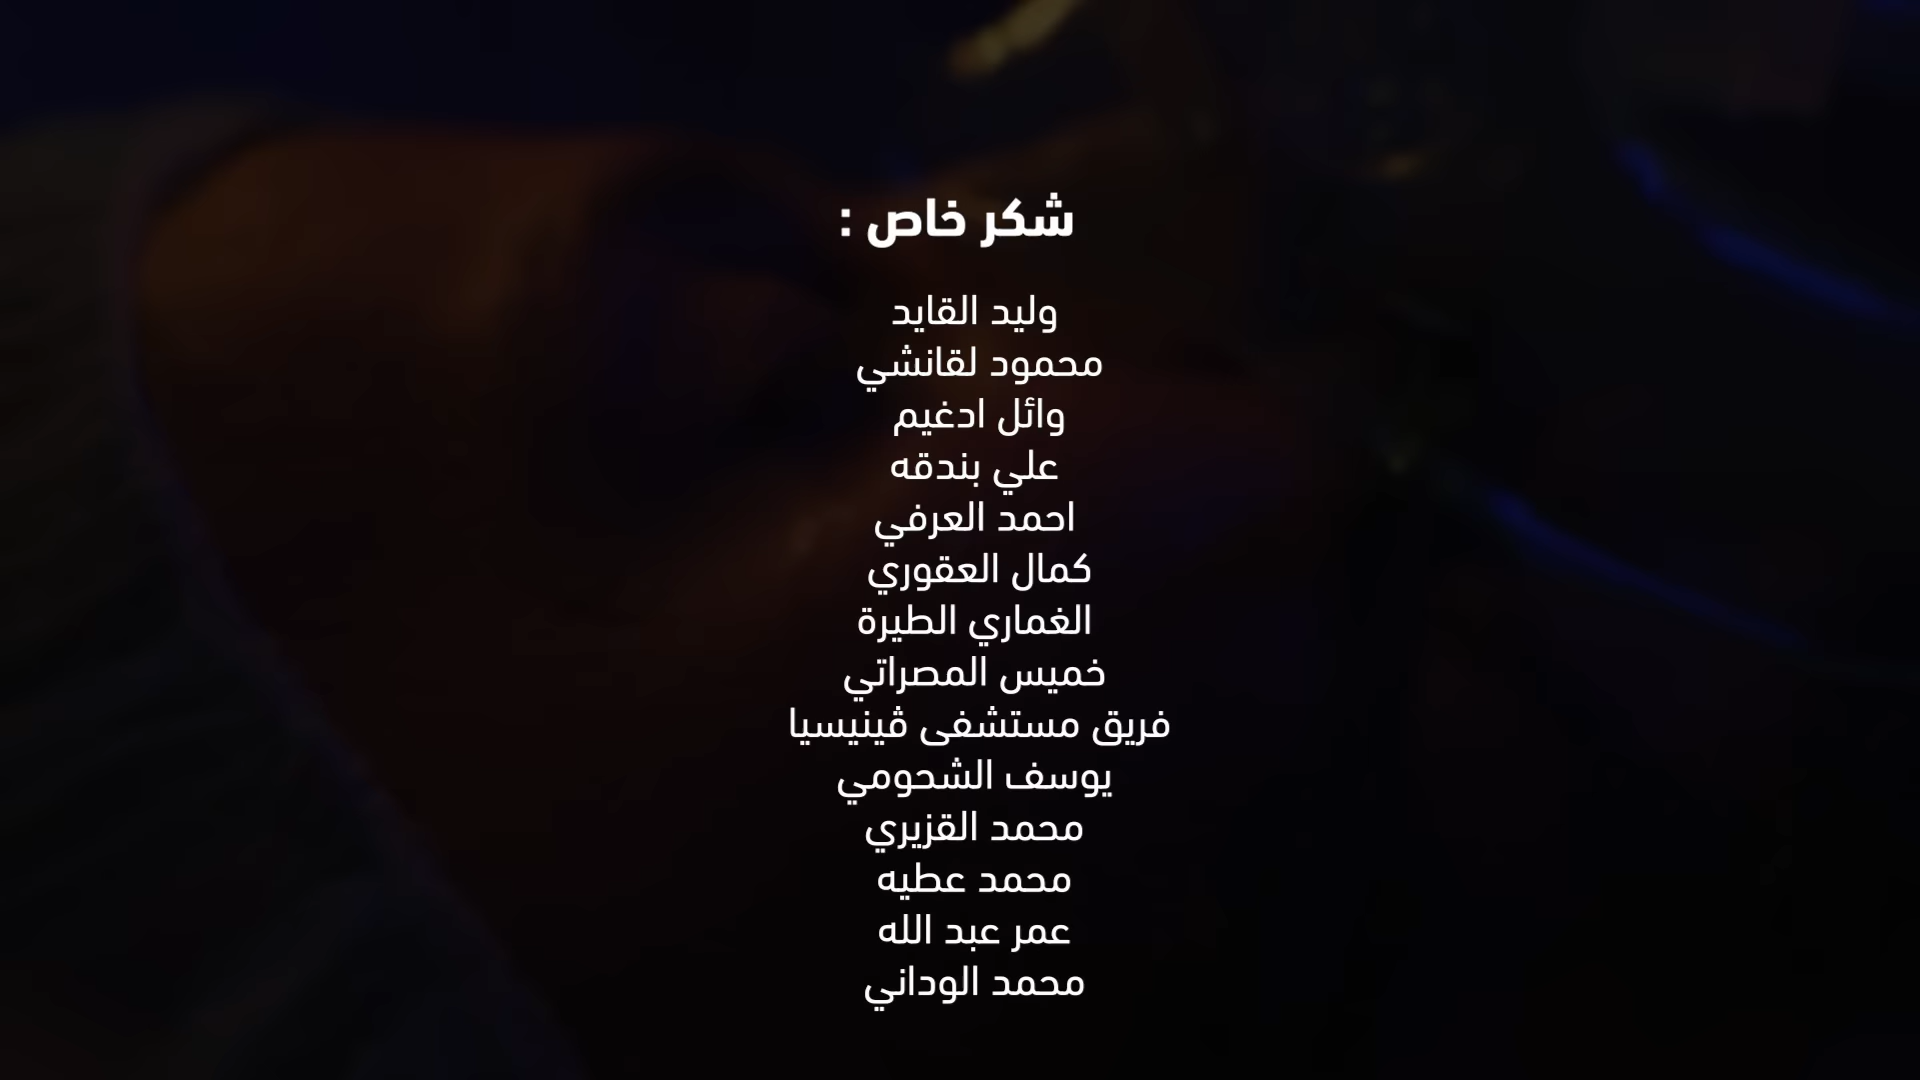 شكر خاص :
وليد القايد
محمود لقانشي
وائل ادغيم
علي بندقه
احمد العرفي
كمال العقوري
الغماري الطيرة
خميس المصراتي
فريق مستشفى ڤينيسيا
يوسف الشحومي
محمد القزيري
محمد عطيه
عمر عبد الله
محمد الوداني